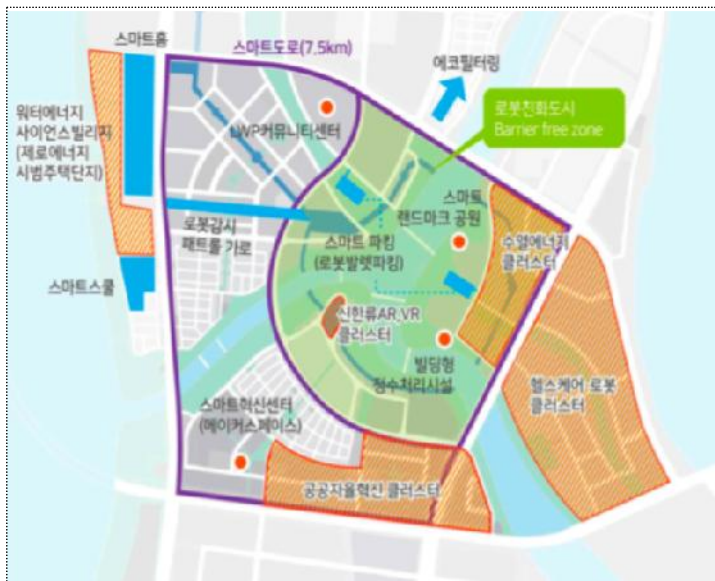 스마트홈
스마트도로(7.5km)
에코필터링
워터에너지
사이언스빌리지
(제로에너지
시범주택단지)
LWP커뮤니티센터
로봇친화도시
Barrier free zone
스마트
랜드마크 공원
로봇감시
패트롤 가로
스마트 파킹
(로봇발렛파킹)
수열에너지
클러스터
스마트스쿨
신한류AR,VR
클러스터
빌딩형
정수처리시설
헬스케어 로봇
클러스터
스마트혁신센터
(메이커스페이스)
공공자율혁신 클러스터